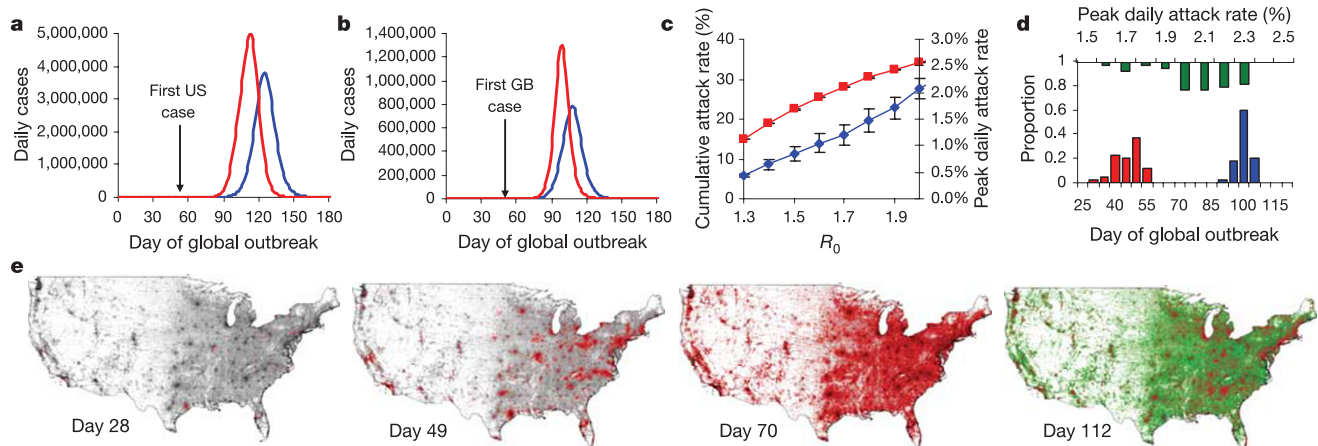 a
Daily cases
5,000,000
4,000,000
3,000,000
2,000,000
1,000,000
0
First US
case
0 30 60 90 120 150 180
Day of global outbreak
b
Daily cases
1,400,000
1,200,000
1,000,000
800,000
600,000
400,000
200,000
0
First GB
case
0 30 60 90 120 150 180
Day of global outbreak
c
Cumulative attack rate (%)
40
30
20
10
0
3.0%
2.5%
2.0%
1.5%
1.0%
0.5%
0.0%
Peak daily attack rate
1.3 1.5 1.7 1.9
R0
d
Peak daily attack rate (%)
1.5 1.7 1.9 2.1 2.3 2.5
Proportion
1
0.8
0.6
0.4
0.2
0
25 40 55 70 85 100 115
Day of global outbreak
e
Day 28
Day 49
Day 70
Day 112